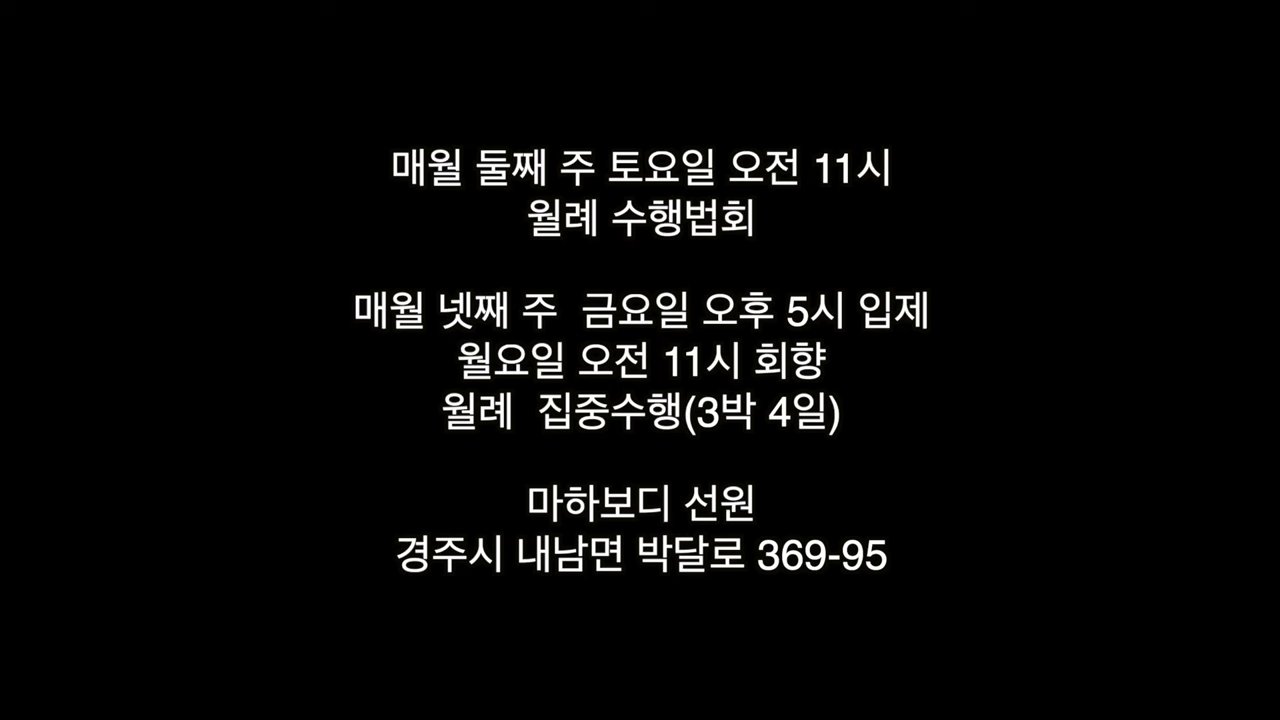 매월 둘째 주 토요일 오전 11시
월례 수행법회
매월 넷째 주 금요일 오후 5시 입제
월요일 오전 11시 회향
월례 집중수행(3박 4일)
마하보디 선원
경주시 내남면 박달로 369-95